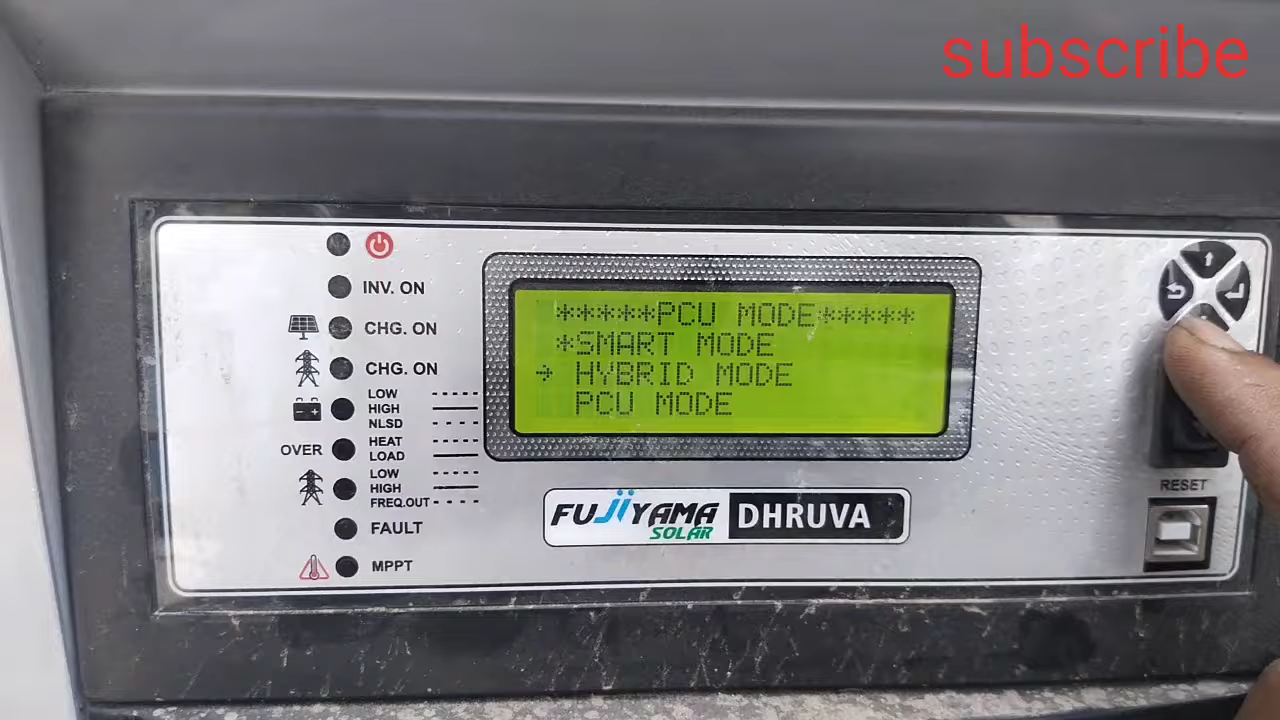 subscribe
INV. ON
CHG. ON
CHG. ON
LOW
HIGH
NLSD
OVER
HEAT
LOAD
LOW
HIGH
FREQ.OUT
FAULT
MPPT
*****PCU MODE*****
*SMART MODE
→ HYBRID MODE
PCU MODE
FUJIYAMA
SOLAR
DHRUVA
RESET